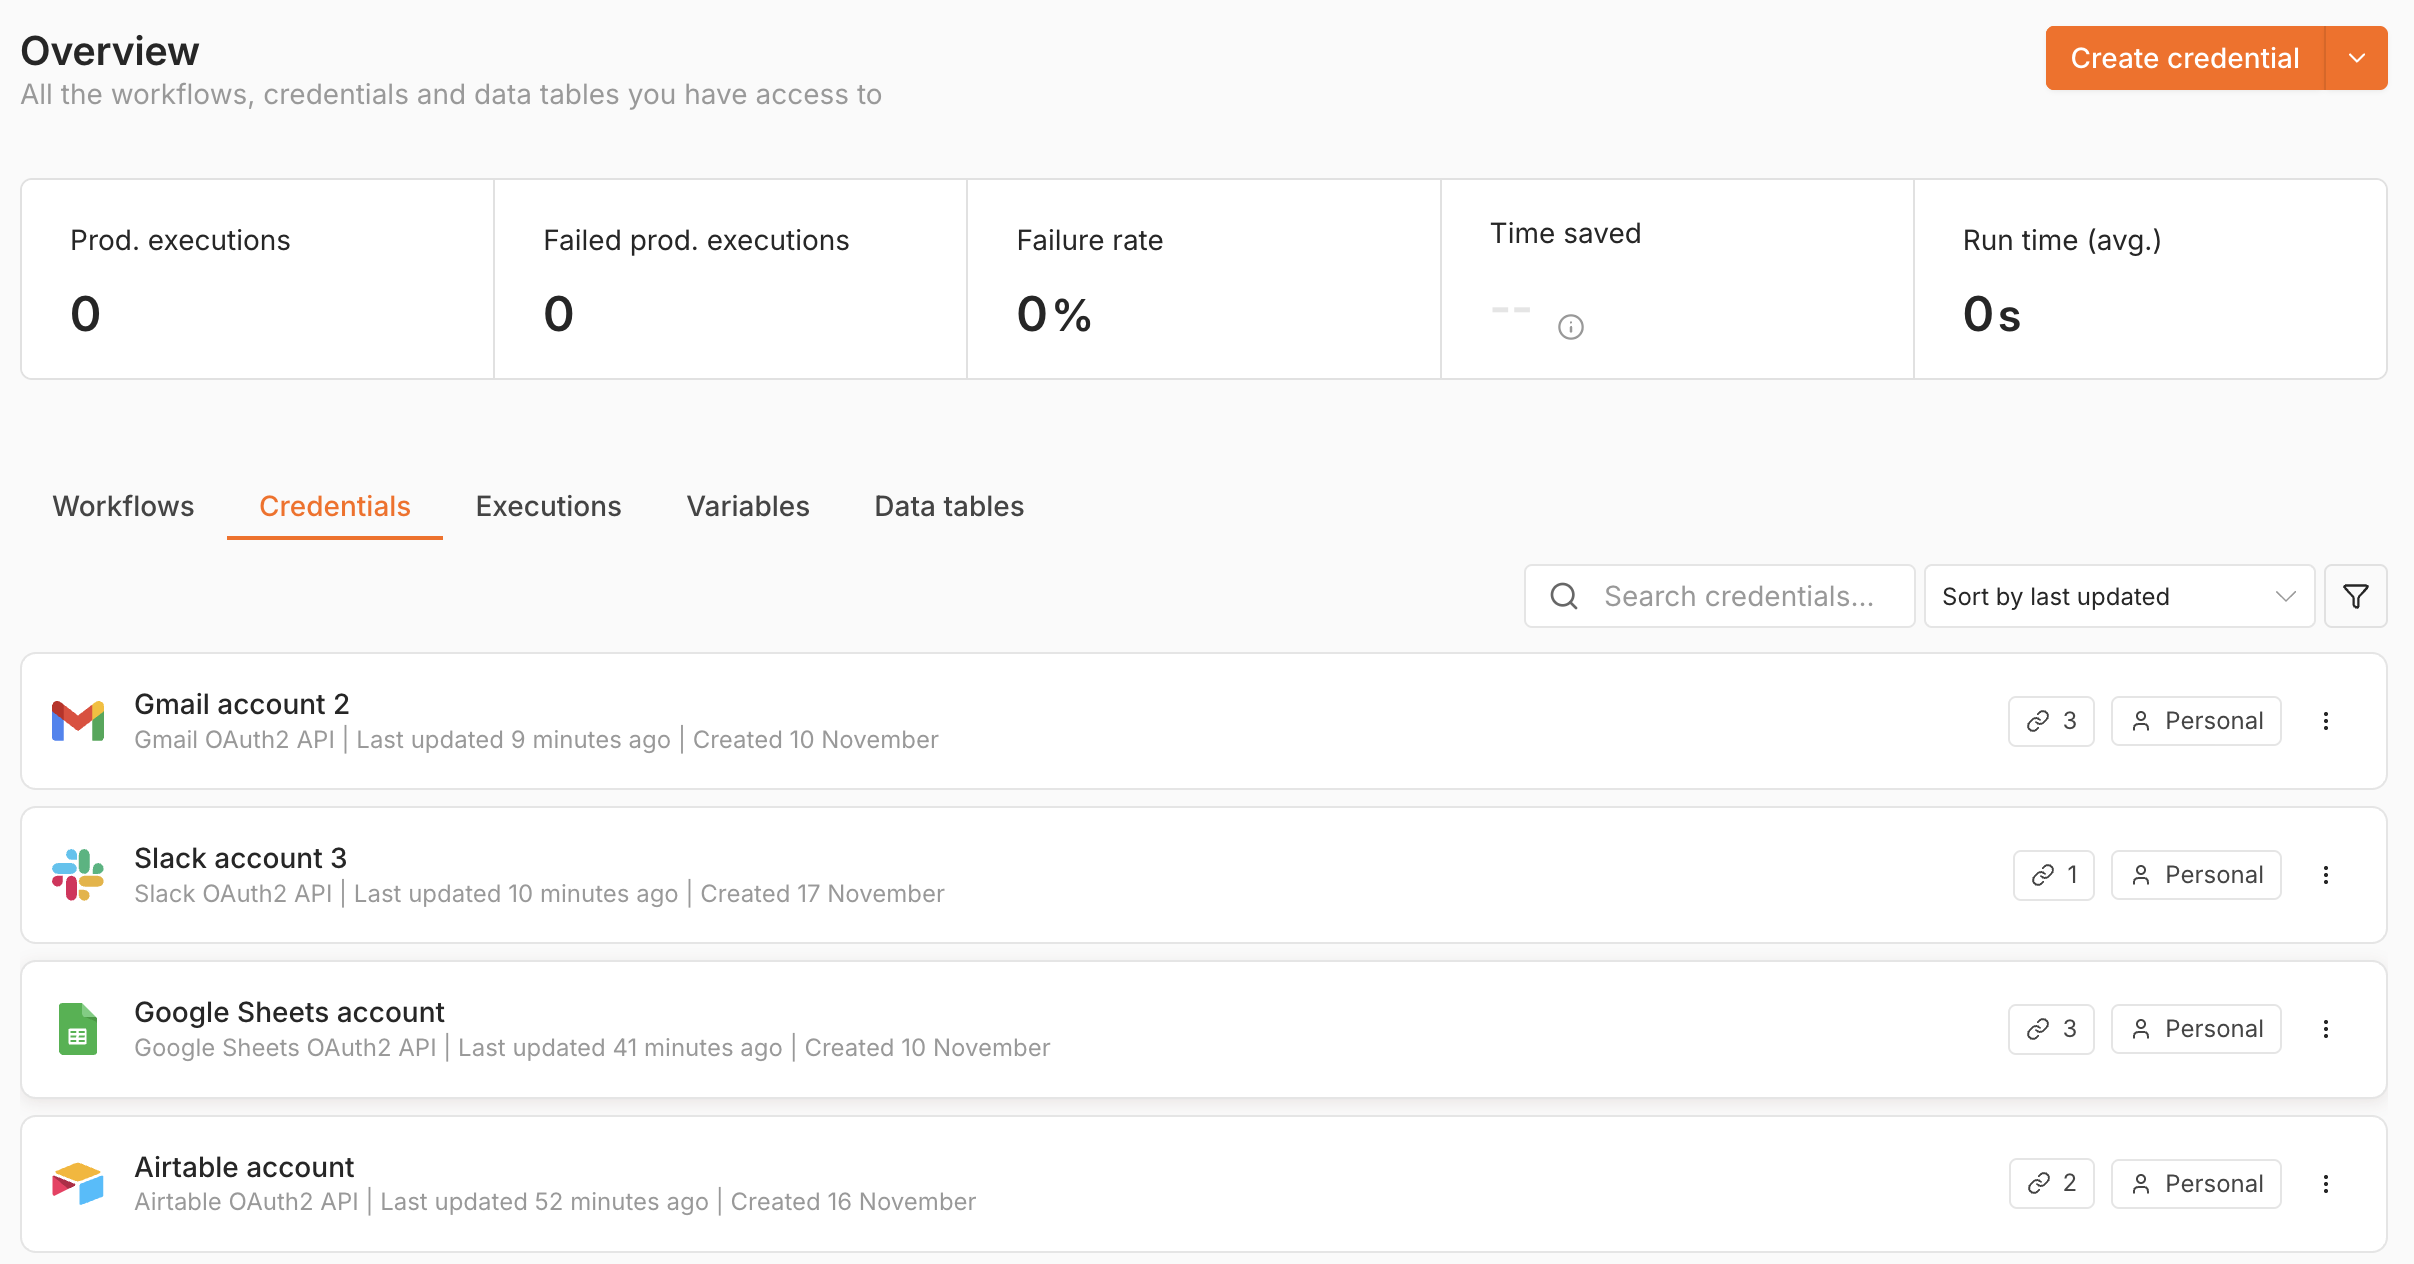 Overview
All the workflows, credentials and data tables you have access to
Create credential
Prod. executions
0
Failed prod. executions
0
Failure rate
0%
Time saved
--
Run time (avg.)
0s
Workflows Credentials Executions Variables Data tables
Search credentials...
Sort by last updated
Gmail account 2
Gmail OAuth2 API | Last updated 9 minutes ago | Created 10 November
3 Personal
Slack account 3
Slack OAuth2 API | Last updated 10 minutes ago | Created 17 November
1 Personal
Google Sheets account
Google Sheets OAuth2 API | Last updated 41 minutes ago | Created 10 November
3 Personal
Airtable account
Airtable OAuth2 API | Last updated 52 minutes ago | Created 16 November
2 Personal